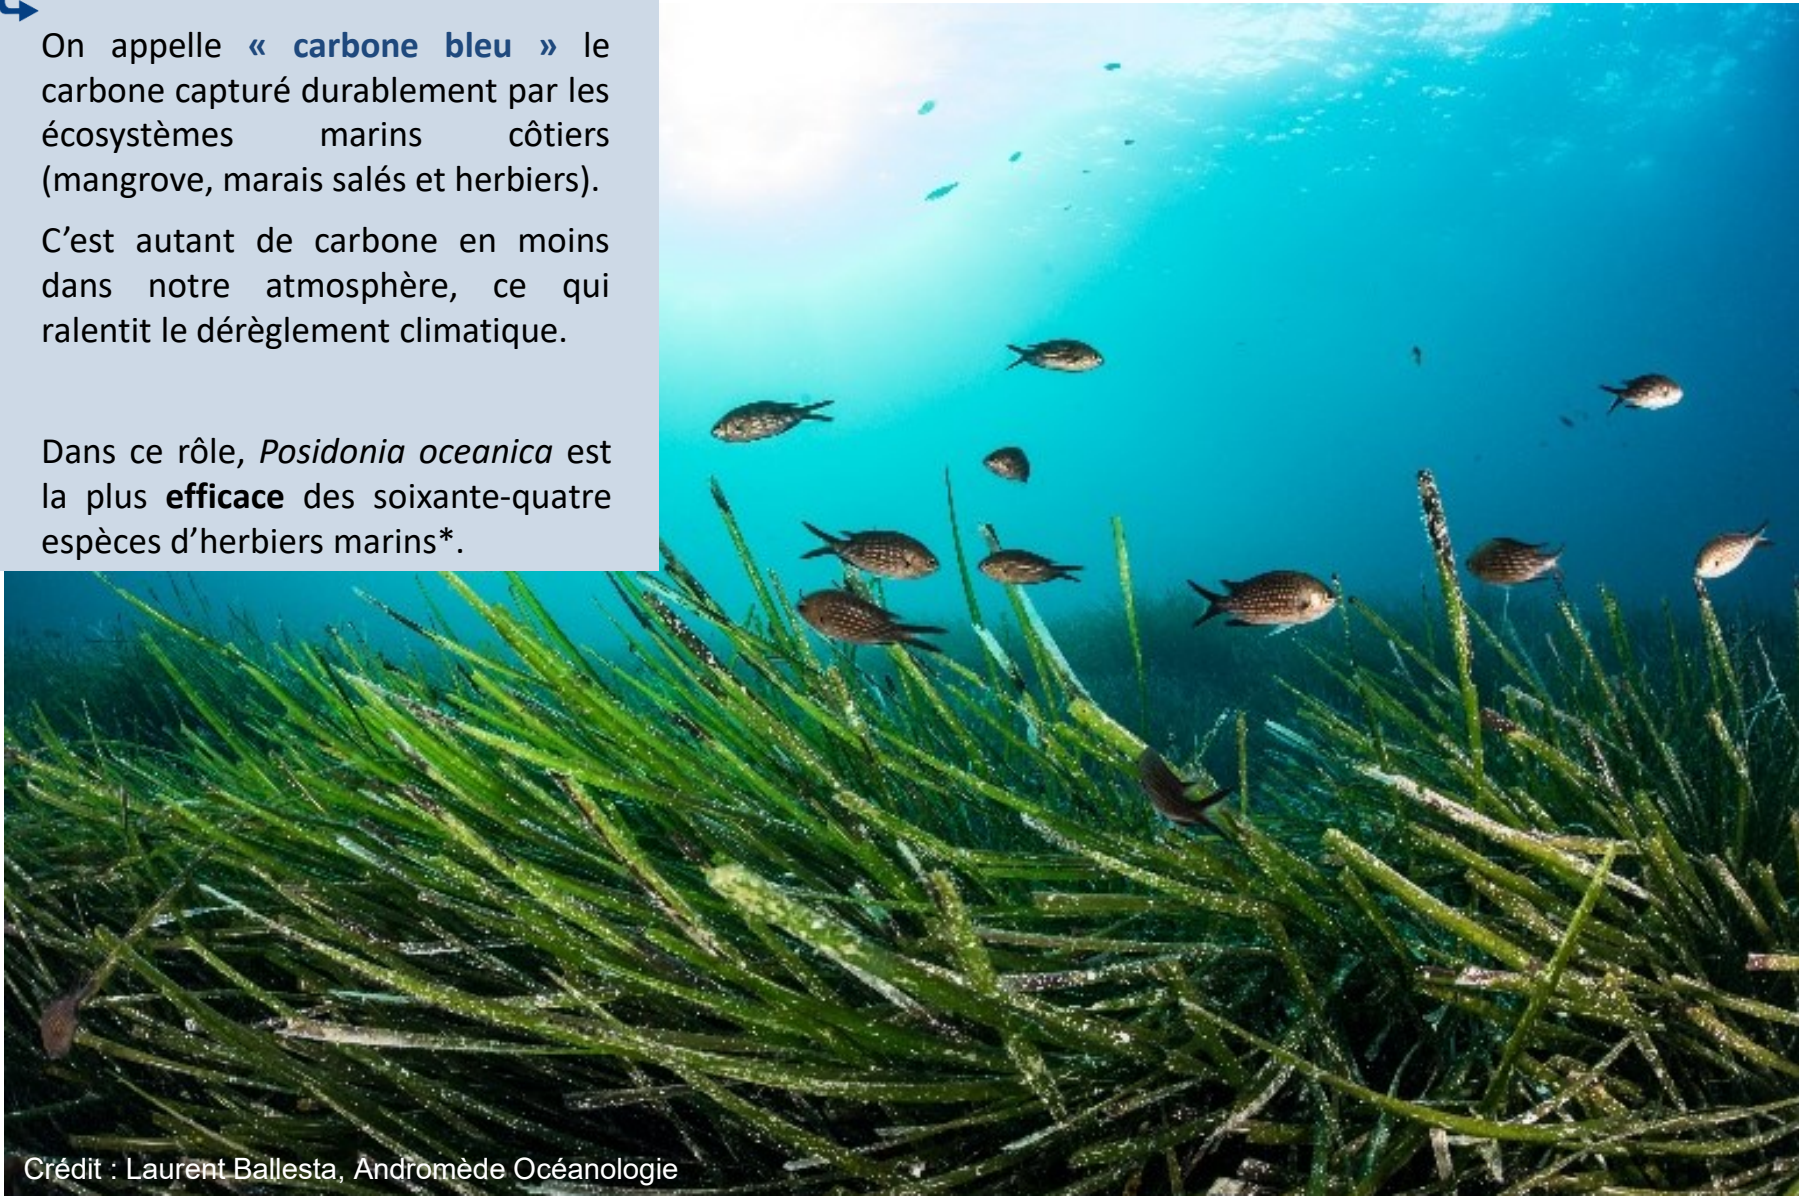 On appelle « carbone bleu » le
carbone capturé durablement par les
écosystèmes marins côtiers
(mangrove, marais salés et herbiers).
C’est autant de carbone en moins
dans notre atmosphère, ce qui
ralentit le dérèglement climatique.
Dans ce rôle, Posidonia oceanica est
la plus efficace des soixante-quatre
espèces d’herbiers marins*.
Crédit : Laurent Ballesta, Andromède Océanologie